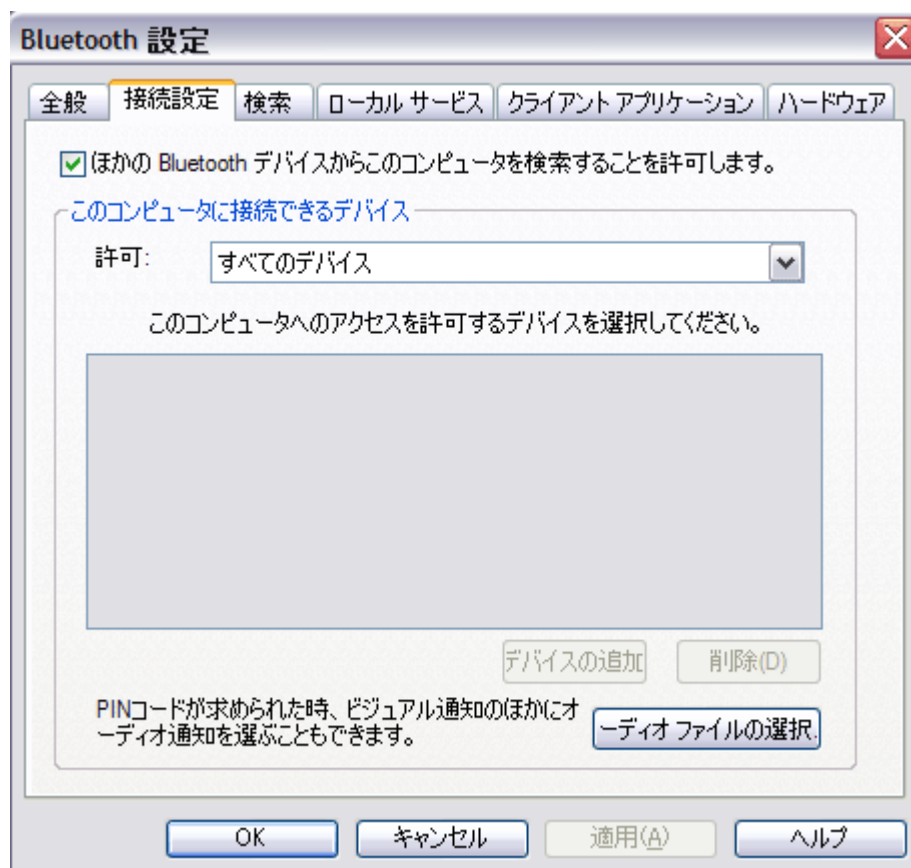 Bluetooth 設定
全般 接続設定 検索 ローカル サービス クライアント アプリケーション ハードウェア
ほかの Bluetooth デバイスからこのコンピュータを検索することを許可します。
このコンピュータに接続できるデバイス
許可: すべてのデバイス
このコンピュータへのアクセスを許可するデバイスを選択してください。
デバイスの追加 削除(D)
PINコードが求められた時、ビジュアル通知のほかにオ
ーディオ通知を選ぶこともできます。
ーディオ ファイルの選択.
OK キャンセル 適用(A) ヘルプ